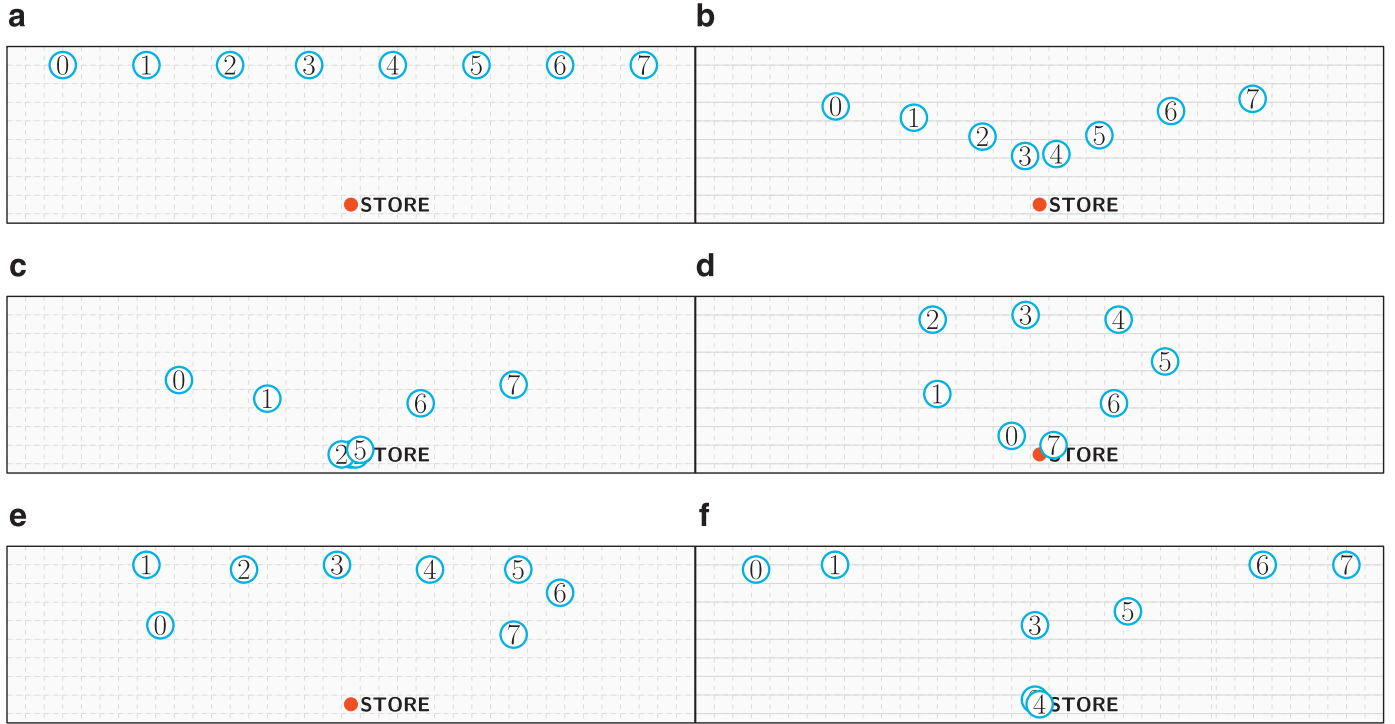 a
b
0 1 2 3 4 5 6 7
STORE
0 1 2 3 4 5 6 7
STORE
c
d
0 1 6 7
2 5 TORE
2 3 4
5
1 6
0 7
STORE
e
f
1 2 3 4 5
6
0 7
STORE
0 1 6 7
3 5
4 STORE